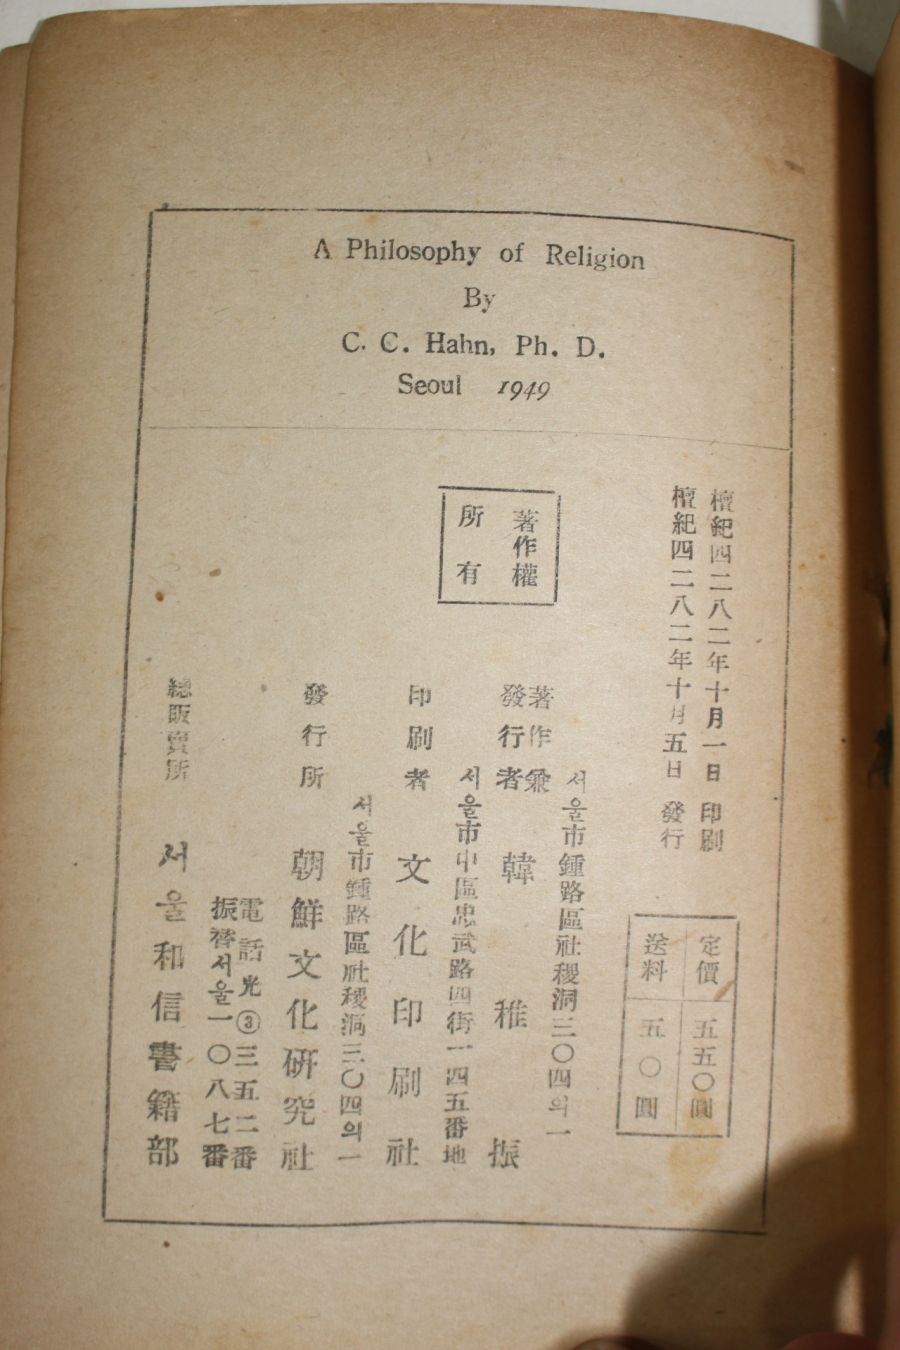 A Philosophy of Religion
By
C. C. Hahn, Ph. D.
Seoul 1949
檀紀四二八二年十月一日 印刷
檀紀四二八二年十月五日 發行
定價 五五〇圓
送料 五〇圓
著作權
所有
서울市鍾路區社稷洞三〇四의一
著作兼
發行者 韓稚振
서울市中區忠武路四街一四五番地
印刷者 文化印刷社
서울市鍾路區社稷洞三〇四의一
發行所 朝鮮文化硏究社
電話光③三五二番
振替서울一〇八七番
總販賣所 서울和信書籍部